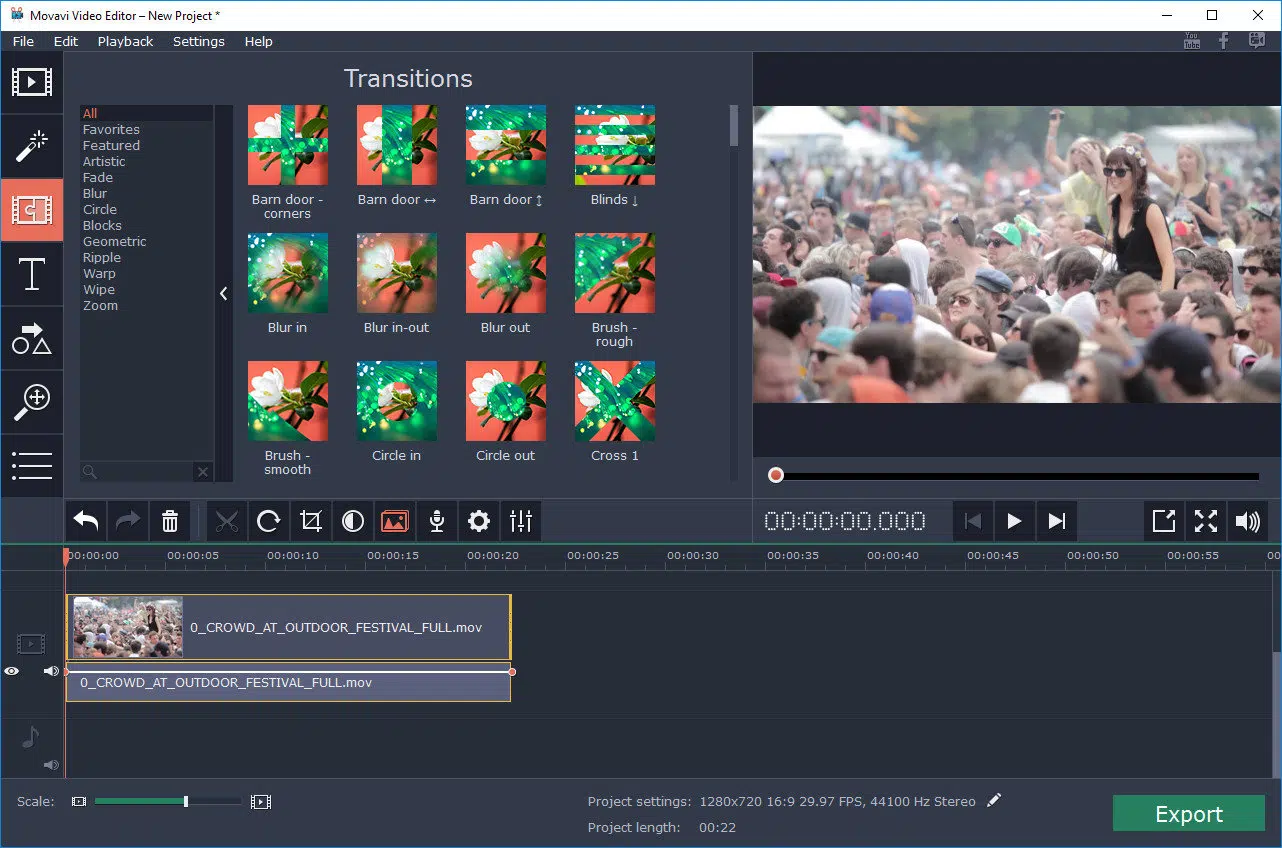 Movavi Video Editor – New Project *
File Edit Playback Settings Help
You
Tube
Transitions
All
Favorites
Featured
Artistic
Fade
Blur
Circle
Blocks
Geometric
Ripple
Warp
Wipe
Zoom
Barn door -
corners
Barn door ↔
Barn door ↕
Blinds ↓
Blur in
Blur in-out
Blur out
Brush -
rough
Brush -
smooth
Circle in
Circle out
Cross 1
00:00:00.000
00:00:00 00:00:05 00:00:10 00:00:15 00:00:20 00:00:25 00:00:30 00:00:35 00:00:40 00:00:45 00:00:50 00:00:55 00
0_CROWD_AT_OUTDOOR_FESTIVAL_FULL.mov
0_CROWD_AT_OUTDOOR_FESTIVAL_FULL.mov
Scale:
Project settings: 1280x720 16:9 29.97 FPS, 44100 Hz Stereo
Project length: 00:22
Export